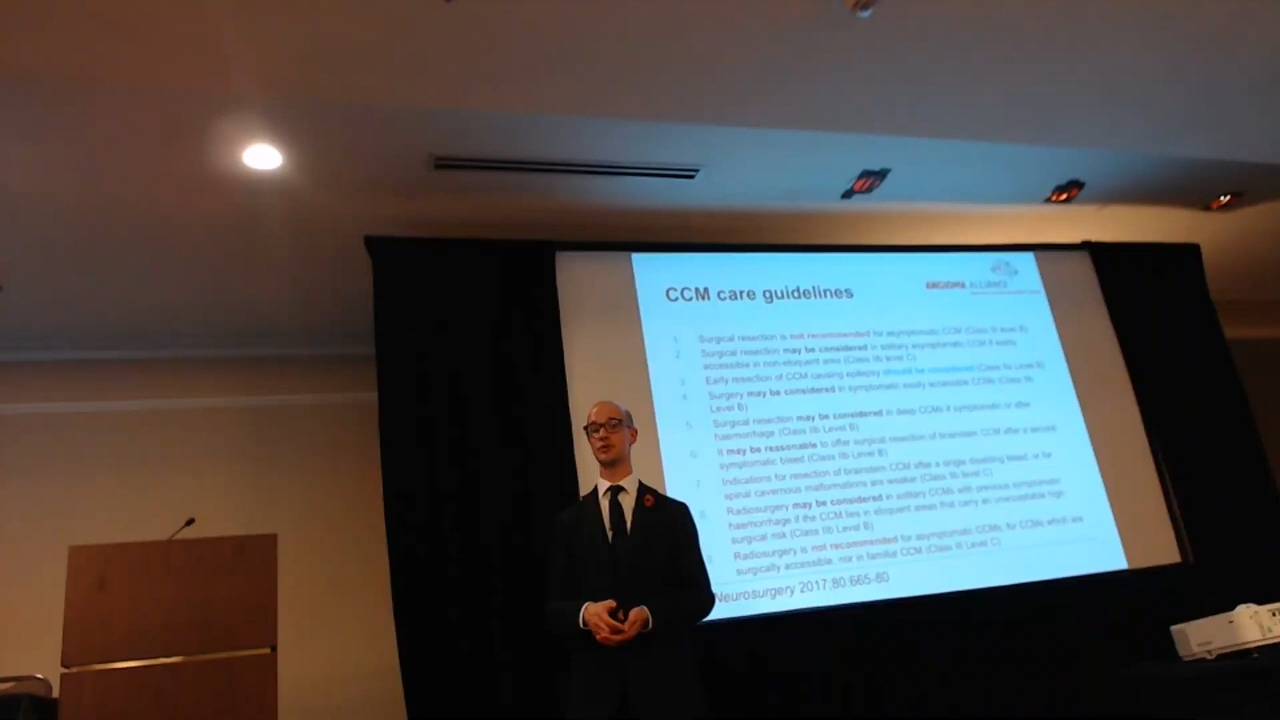 CCM care guidelines
ANGIOMA ALLIANCE
1. Surgical resection is not recommended for asymptomatic CCM (Class III level B)
2. Surgical resection may be considered in solitary asymptomatic CCM if easily
accessible in non-eloquent area (Class IIb level C)
3. Early resection of CCM causing epilepsy should be considered (Class IIa Level B)
4. Surgery may be considered in symptomatic easily accessible CCMs (Class IIb
Level B)
5. Surgical resection may be considered in deep CCMs if symptomatic or after
haemorrhage (Class IIb Level B)
6. It may be reasonable to offer surgical resection of brainstem CCM after a second
symptomatic bleed (Class IIb Level B)
7. Indications for resection of brainstem CCM after a single disabling bleed, or for
spinal cavernous malformations are weaker (Class IIb level C)
8. Radiosurgery may be considered in solitary CCMs with previous symptomatic
haemorrhage if the CCM lies in eloquent areas that carry an unacceptable high
surgical risk (Class IIb Level B)
9. Radiosurgery is not recommended for asymptomatic CCMs, for CCMs which are
surgically accessible, nor in familial CCM (Class III Level C)
Neurosurgery 2017;80:665-80